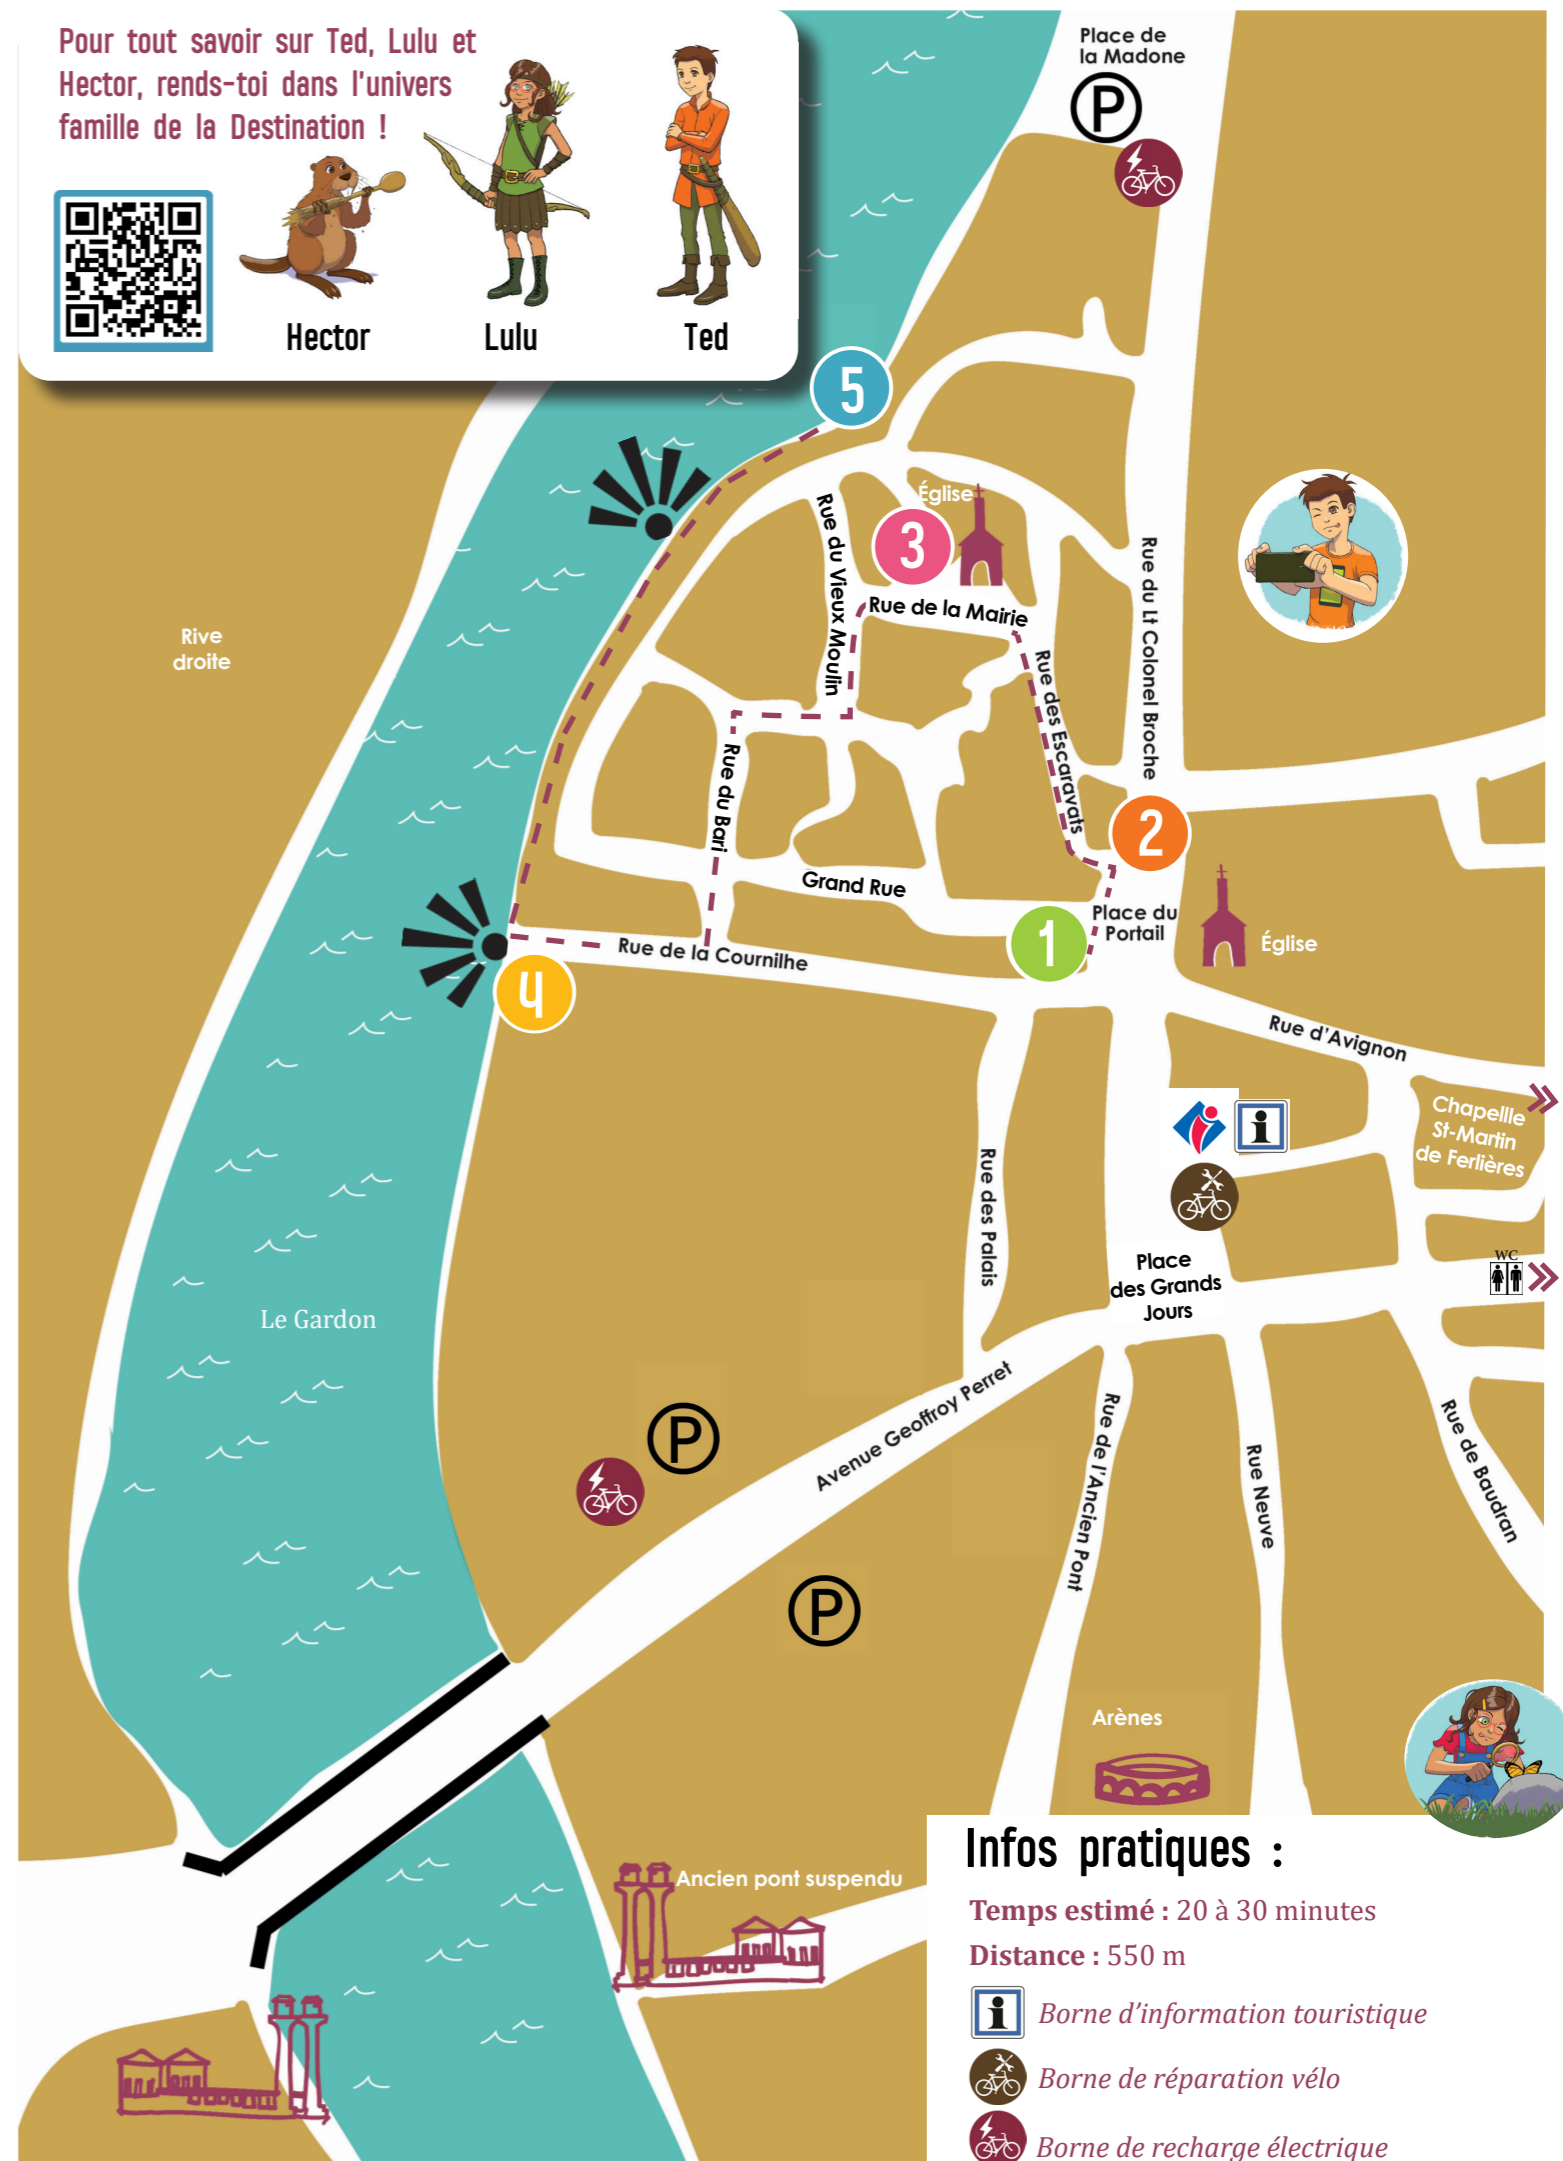 Pour tout savoir sur Ted, Lulu et
Hector, rends-toi dans l'univers
famille de la Destination !
Hector
Lulu
Ted
Place de
la Madone
P
5
Église
3
Rue du Vieux Moulin
Rue de la Mairie
Rue du Lt Colonel Broche
Rive
droite
Rue des Escaravats
Rue du Bari
2
Grand Rue
Place du
Portail
1
Église
Rue de la Cournilhe
4
Rue d'Avignon
Chapellle
St-Martin
de Ferlières
i
Rue des Palais
Place
des Grands
Jours
WC
Le Gardon
Avenue Geoffroy Perret
P
Rue de l'Ancien Pont
Rue Neuve
Rue de Baudran
P
Arènes
Ancien pont suspendu
Infos pratiques :
Temps estimé : 20 à 30 minutes
Distance : 550 m
i Borne d'information touristique
Borne de réparation vélo
Borne de recharge électrique